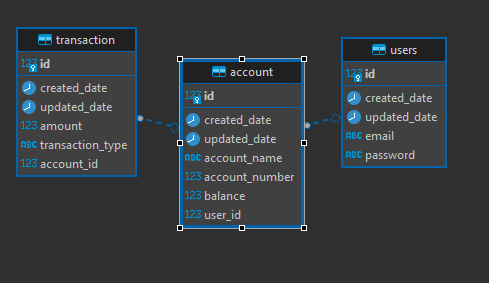 transaction
123 id
created_date
updated_date
123 amount
ABC transaction_type
123 account_id
account
123 id
created_date
updated_date
ABC account_name
123 account_number
123 balance
123 user_id
users
123 id
created_date
updated_date
ABC email
ABC password